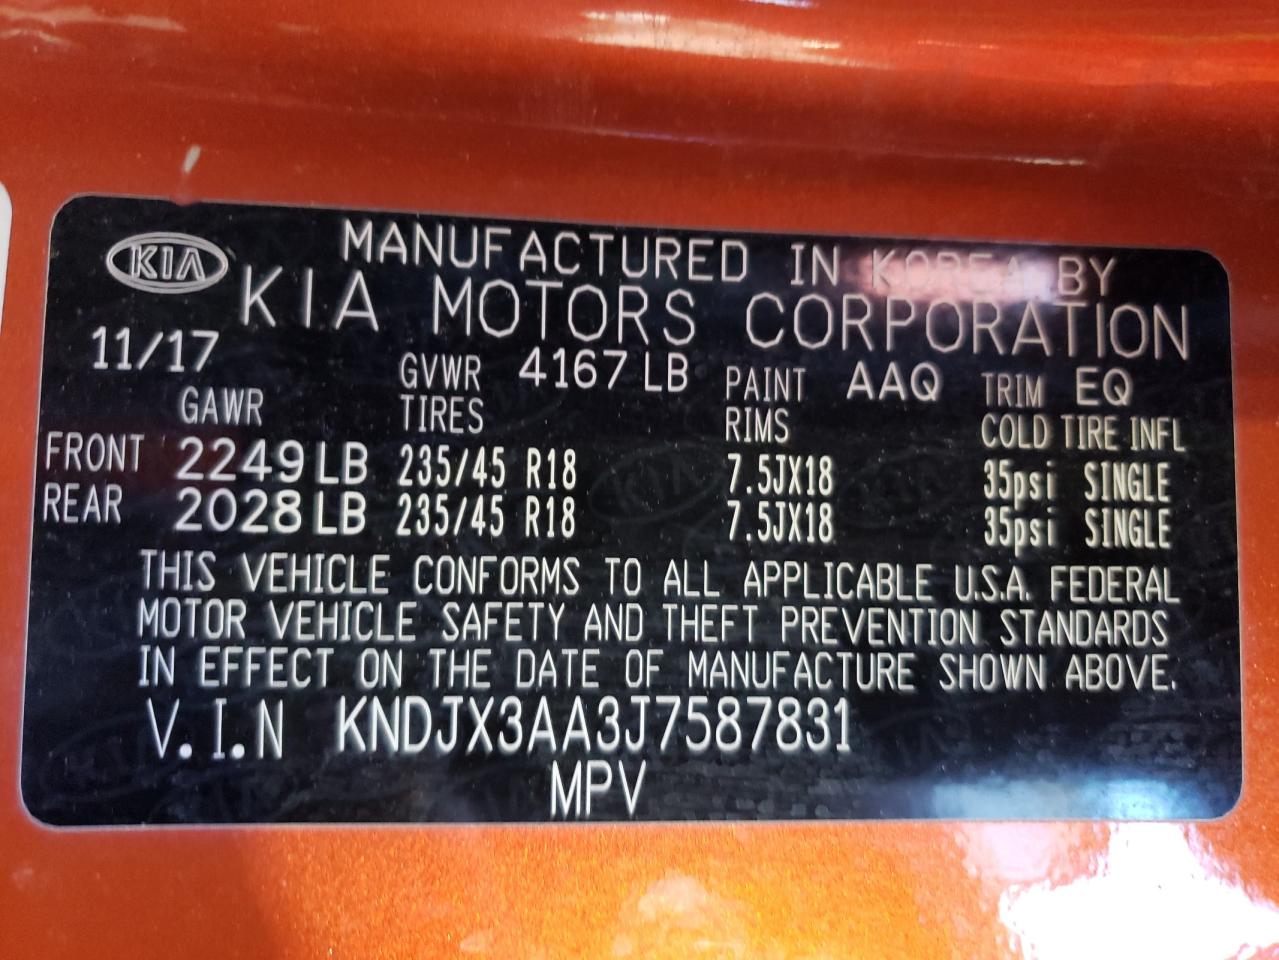 KIA MANUFACTURED IN KOREA BY
KIA MOTORS CORPORATION
11/17 GVWR 4167 LB PAINT AAQ TRIM EQ
GAWR TIRES RIMS COLD TIRE INFL
FRONT 2249 LB 235/45 R18 7.5JX18 35psi SINGLE
REAR 2028 LB 235/45 R18 7.5JX18 35psi SINGLE
THIS VEHICLE CONFORMS TO ALL APPLICABLE U.S.A. FEDERAL
MOTOR VEHICLE SAFETY AND THEFT PREVENTION STANDARDS
IN EFFECT ON THE DATE OF MANUFACTURE SHOWN ABOVE.
V.I.N KNDJX3AA3J7587831
MPV